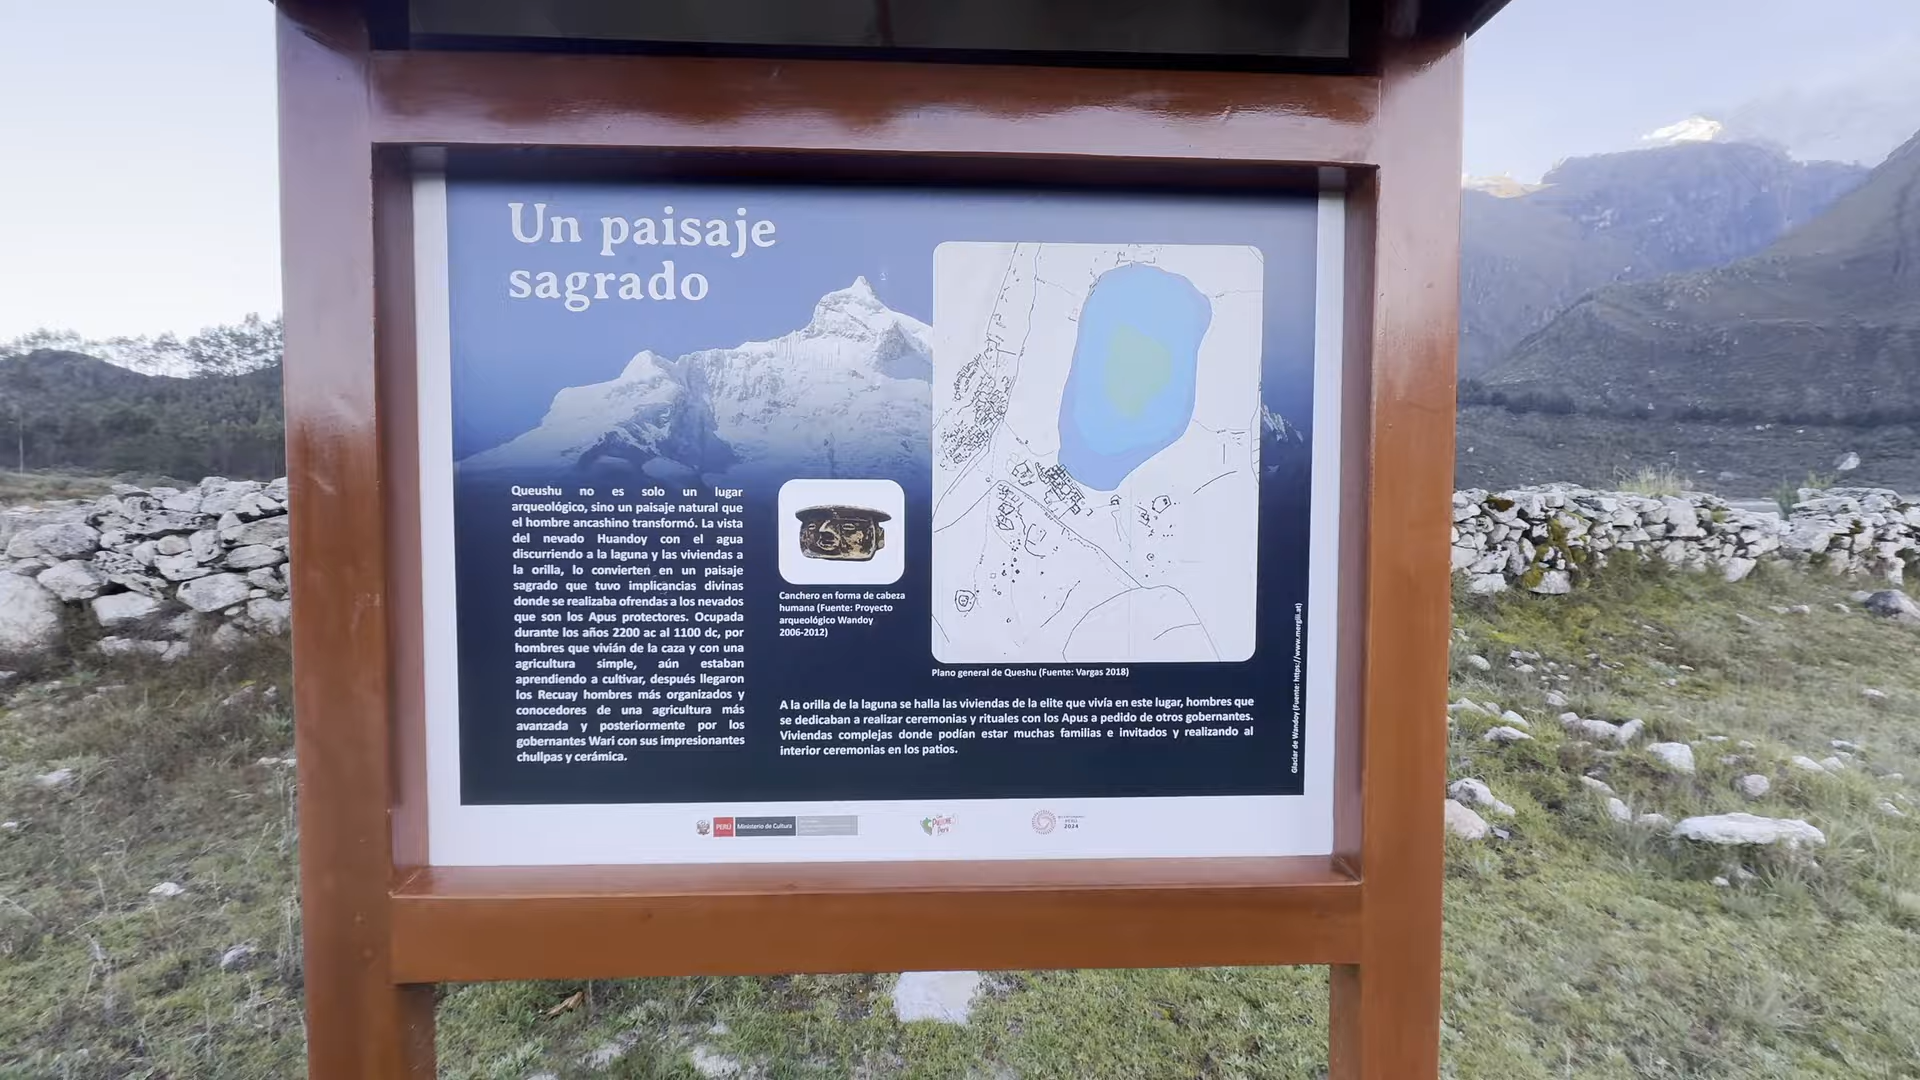 Un paisaje
sagrado
Queushu no es solo un lugar
arqueológico, sino un paisaje natural que
el hombre ancashino transformó. La vista
del nevado Huandoy con el agua
discurriendo a la laguna y las viviendas a
la orilla, lo convierten en un paisaje
sagrado que tuvo implicancias divinas
donde se realizaba ofrendas a los nevados
que son los Apus protectores. Ocupada
durante los años 2200 ac al 1100 dc, por
hombres que vivián de la caza y con una
agricultura simple, aún estaban
aprendiendo a cultivar, después llegaron
los Recuay hombres más organizados y
conocedores de una agricultura más
avanzada y posteriormente por los
gobernantes Wari con sus impresionantes
chullpas y cerámica.
Canchero en forma de cabeza
humana (Fuente: Proyecto
arqueológico Wandoy
2006-2012)
Plano general de Queshu (Fuente: Vargas 2018)
A la orilla de la laguna se halla las viviendas de la elite que vivía en este lugar, hombres que
se dedicaban a realizar ceremonias y rituales con los Apus a pedido de otros gobernantes.
Viviendas complejas donde podían estar muchas familias e invitados y realizando al
interior ceremonias en los patios.
Glaciar de Wandoy (Fuente: https://www.mergili.at)
PERÚ
Ministerio de Cultura
Perú
PERÚ
2024